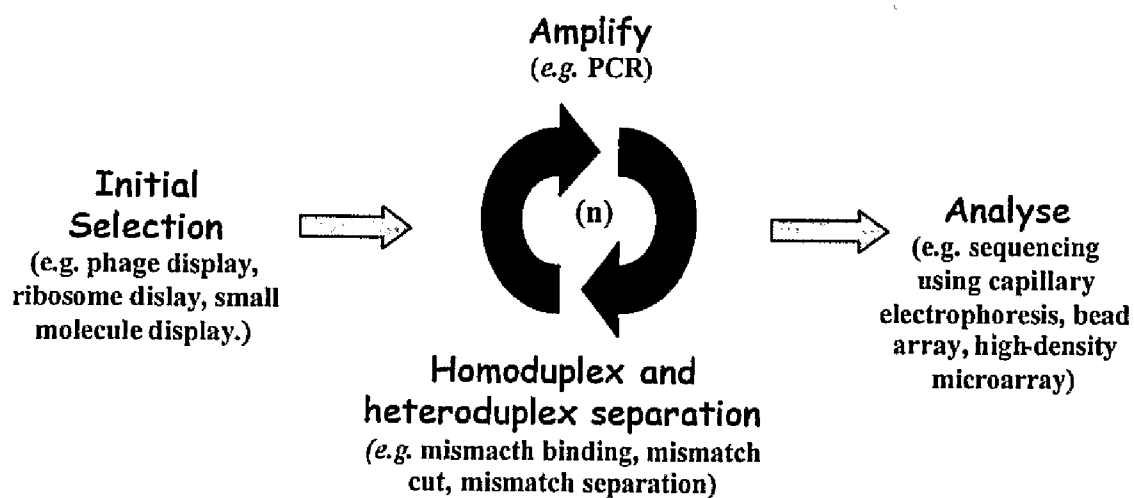 Amplify
(e.g. PCR)
Initial
Selection
(e.g. phage display,
ribosome dislay, small
molecule display.)
(n)
Analyse
(e.g. sequencing
using capillary
electrophoresis, bead
array, high-density
microarray)
Homoduplex and
heteroduplex separation
(e.g. mismacth binding, mismatch
cut, mismatch separation)